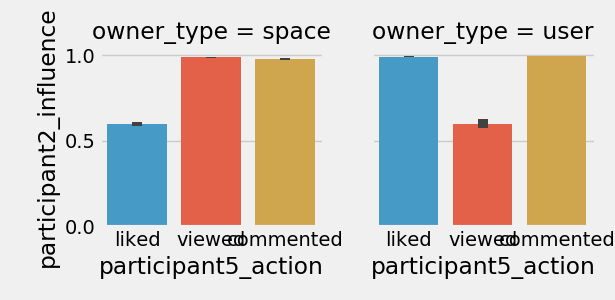 owner_type = space
owner_type = user
participant2_influence
1.0
0.5
0.0
liked viewed commented
liked viewed commented
participant5_action
participant5_action